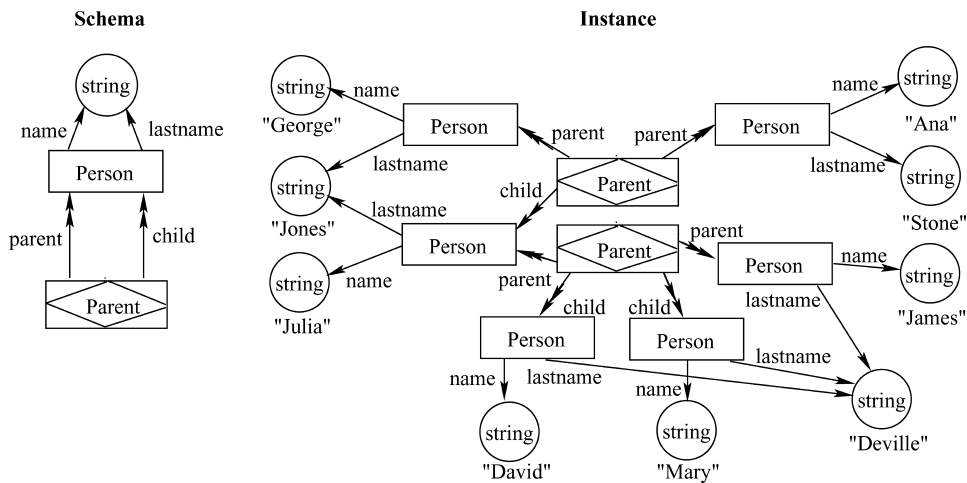 Schema
string
name
lastname
Person
parent
child
Parent
Instance
string
"George"
name
Person
lastname
parent
string
"Jones"
lastname
Person
name
string
"Julia"
parent
child
Parent
parent
Person
name
string
"Ana"
lastname
string
"Stone"
Parent
parent
Person
name
string
"James"
lastname
child
child
Person
Person
name
lastname
name
lastname
string
"David"
string
"Mary"
string
"Deville"